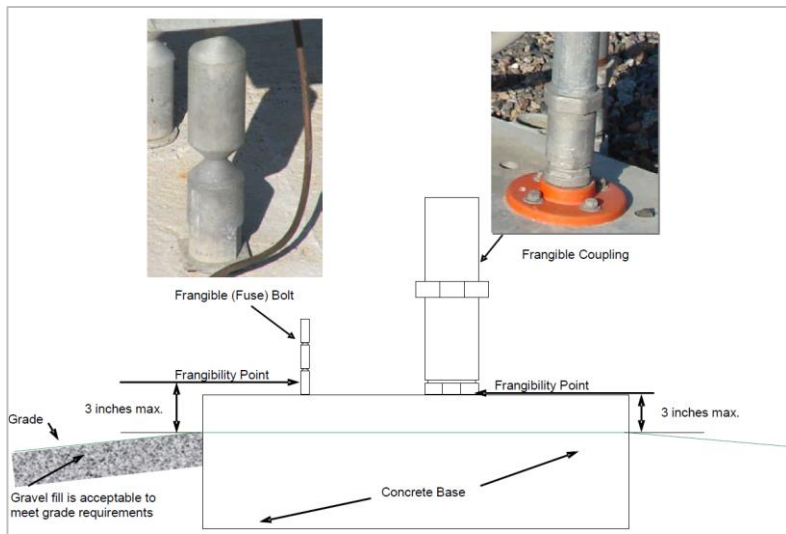 Frangible Coupling
Frangible (Fuse) Bolt
Frangibility Point
Frangibility Point
3 inches max.
3 inches max.
Grade
Gravel fill is acceptable to
meet grade requirements
Concrete Base